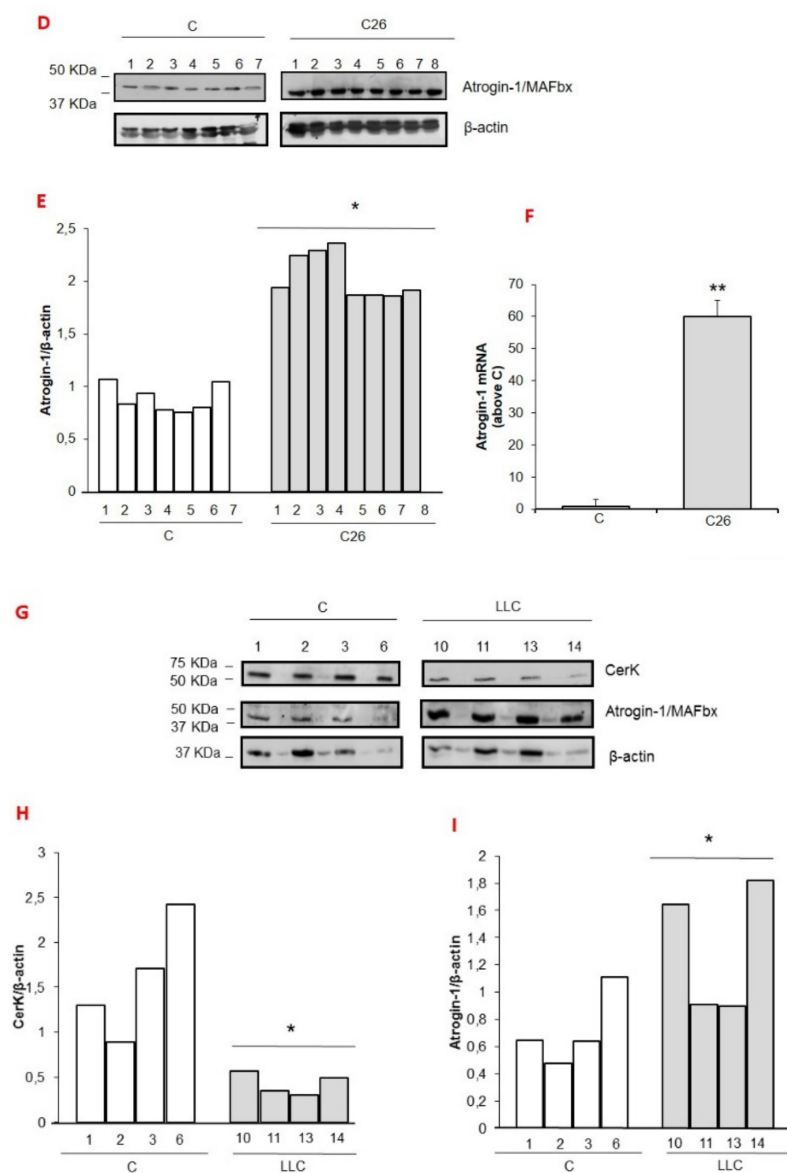 D
C C26
1 2 3 4 5 6 7 1 2 3 4 5 6 7 8
50 KDa
37 KDa
Atrogin-1/MAFbx
β-actin
E
*
2,5
2
1,5
1
0,5
0
Atrogin-1/β-actin
1 2 3 4 5 6 7 1 2 3 4 5 6 7 8
C C26
F
**
70
60
50
40
30
20
10
0
Atrogin-1 mRNA
(above C)
C C26
G
C LLC
1 2 3 6 10 11 13 14
75 KDa
50 KDa
CerK
50 KDa
37 KDa
Atrogin-1/MAFbx
37 KDa
β-actin
H
*
3
2,5
2
1,5
1
0,5
0
CerK/β-actin
1 2 3 6 10 11 13 14
C LLC
I
*
2
1,8
1,6
1,4
1,2
1
0,8
0,6
0,4
0,2
0
Atrogin-1/β-actin
1 2 3 6 10 11 13 14
C LLC